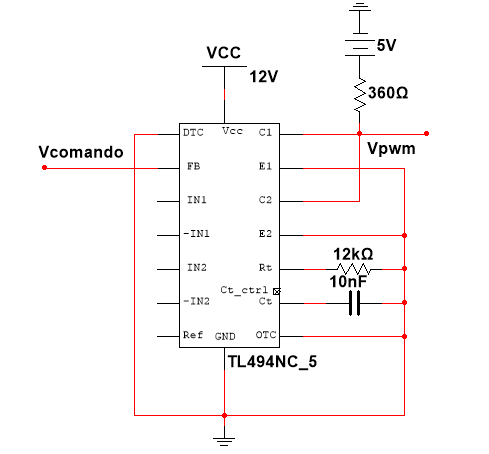 5V
VCC
12V
360Ω
DTC
Vcc
C1
Vpwm
Vcomando
FB
E1
IN1
C2
-IN1
E2
12kΩ
IN2
Rt
10nF
Ct_ctrl
-IN2
Ct
Ref
GND
OTC
TL494NC_5